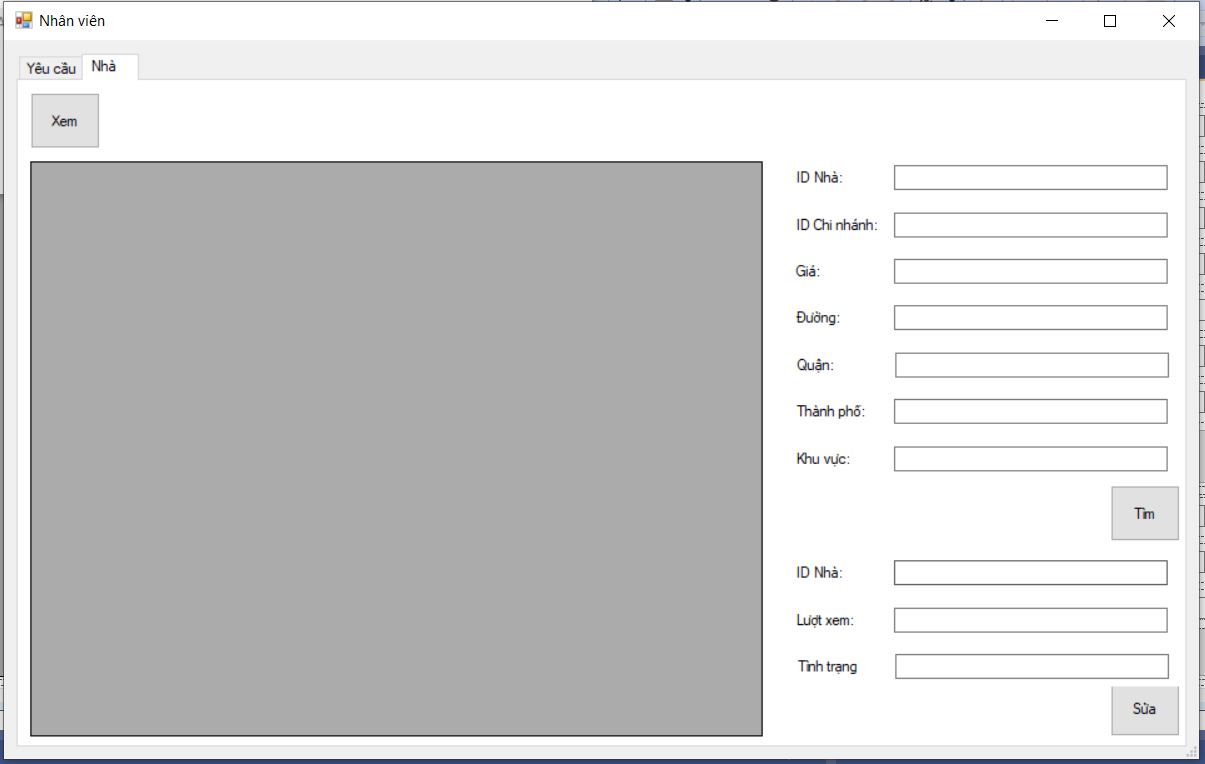 Nhân viên
Yêu cầu
Nhà
Xem
ID Nhà:
ID Chi nhánh:
Giá:
Đường:
Quận:
Thành phố:
Khu vực:
Tìm
ID Nhà:
Lượt xem:
Tình trạng
Sửa